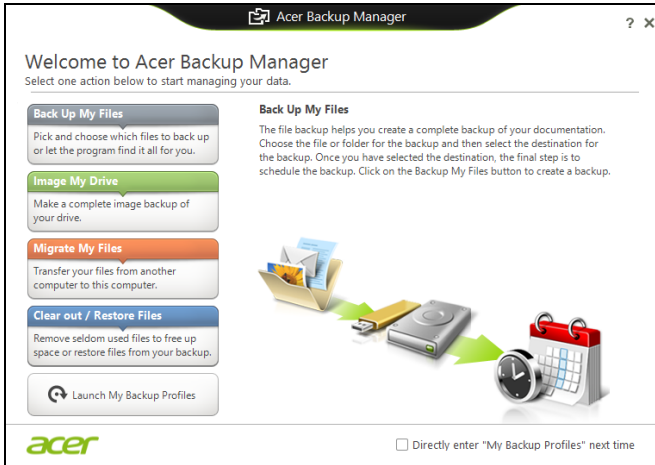 Acer Backup Manager
? X
Welcome to Acer Backup Manager
Select one action below to start managing your data.
Back Up My Files
Pick and choose which files to back up
or let the program find it all for you.
Image My Drive
Make a complete image backup of
your drive.
Migrate My Files
Transfer your files from another
computer to this computer.
Clear out / Restore Files
Remove seldom used files to free up
space or restore files from your backup.
Launch My Backup Profiles
Back Up My Files
The file backup helps you create a complete backup of your documentation.
Choose the file or folder for the backup and then select the destination for
the backup. Once you have selected the destination, the final step is to
schedule the backup. Click on the Backup My Files button to create a backup.
acer
Directly enter "My Backup Profiles" next time